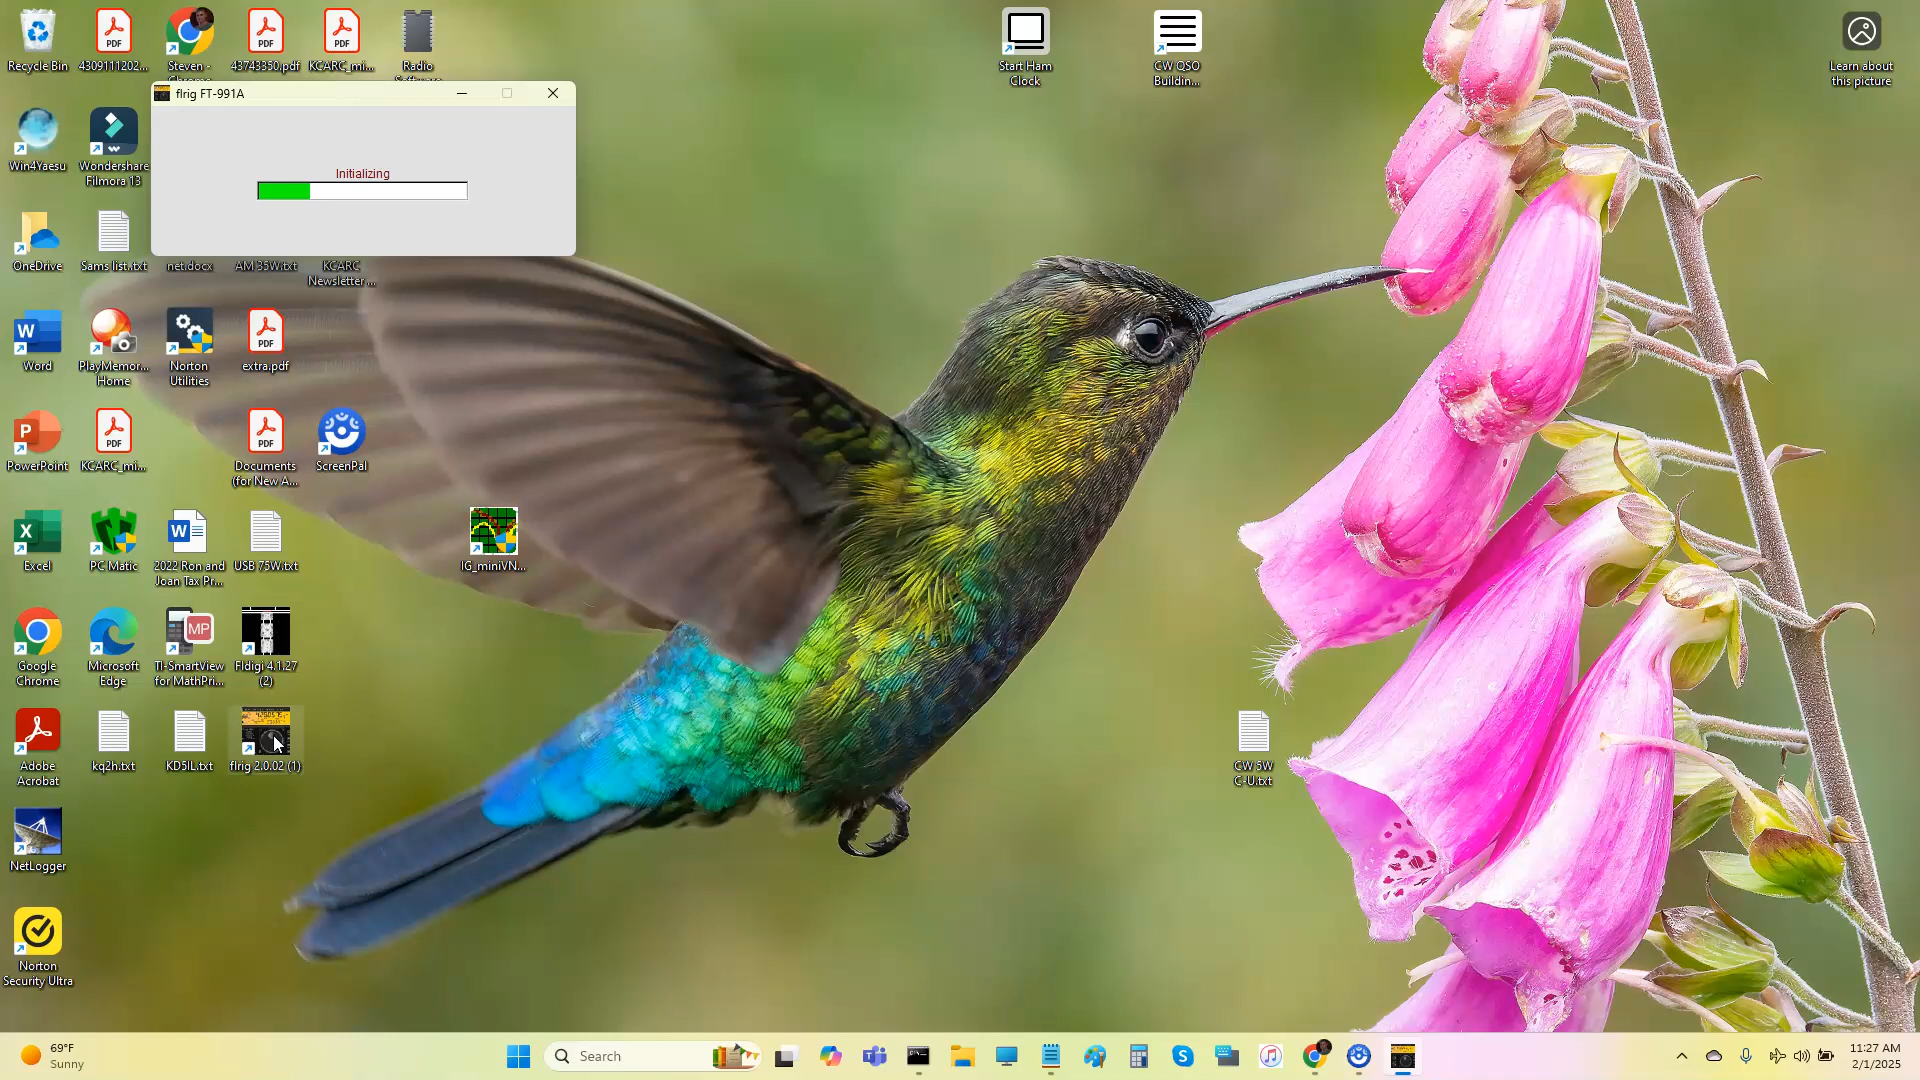 Recycle Bin
4309111202...
Steven -
Chrome
43743350.pdf
KCARC_mi...
Radio
Start Ham
Clock
CW QSO
Buildin...
Learn about
this picture
flrig FT-991A
Initializing
Win4Yaesu
Wondershare
Filmora 13
OneDrive
Sams list..txt
net.docx
AM 35W.txt
KCARC
Newsletter ...
Word
PlayMemor...
Home
Norton
Utilities
extra.pdf
PowerPoint
KCARC_mi...
Documents
(for New A...
ScreenPal
Excel
PC Matic
2022 Ron and
Joan Tax Pr...
USB 75W.txt
IG_miniVN...
Google
Chrome
Microsoft
Edge
TI-SmartView
for MathPri...
Fldigi 4.1.27
(2)
Adobe
Acrobat
kq2h.txt
KD5IL.txt
flrig 2.0.02 (1)
CW 5W
C-U.txt
NetLogger
Norton
Security Ultra
69°F
Sunny
Search
11:27 AM
2/1/2025